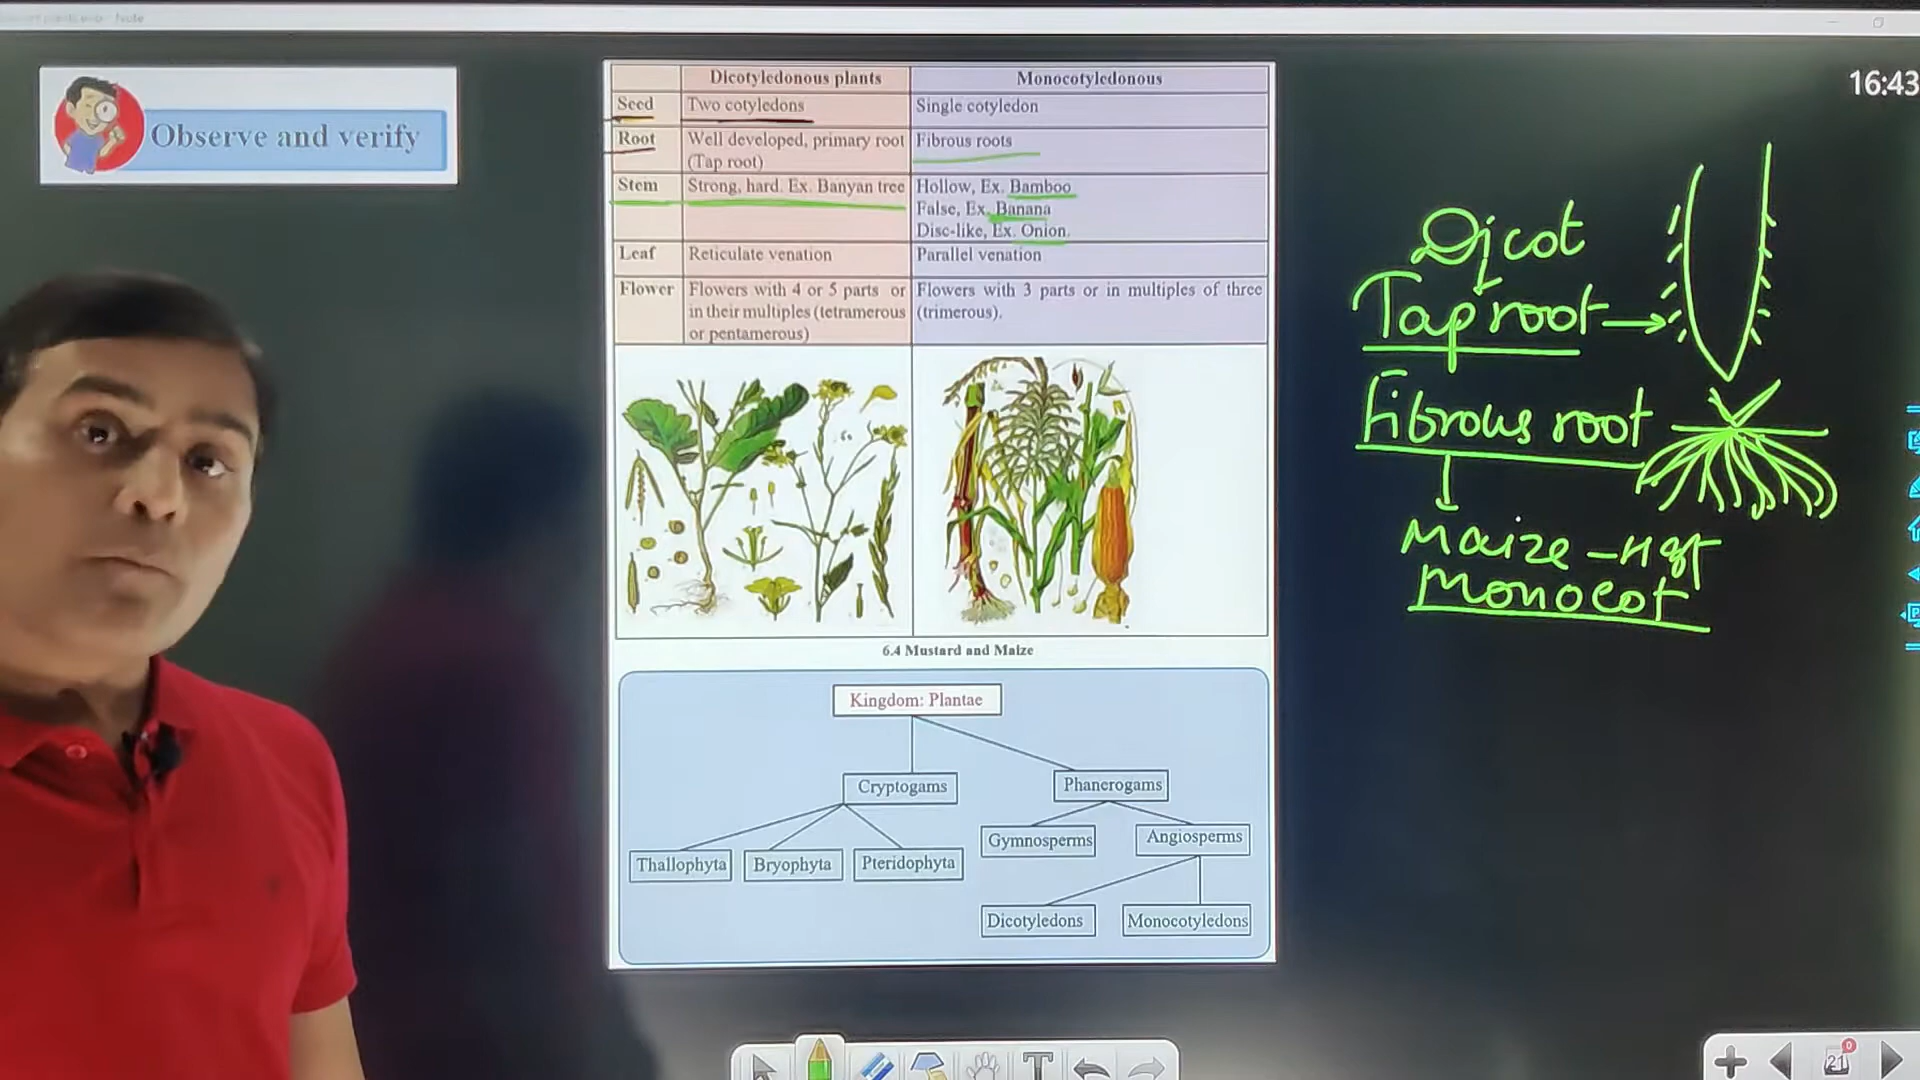 Observe and verify
16:43
Dicotyledonous plants Monocotyledonous
Seed Two cotyledons Single cotyledon
Root Well developed, primary root (Tap root) Fibrous roots
Stem Strong, hard. Ex. Banyan tree Hollow, Ex. Bamboo
False, Ex. Banana
Disc-like, Ex. Onion.
Leaf Reticulate venation Parallel venation
Flower Flowers with 4 or 5 parts or in their multiples (tetramerous or pentamerous) Flowers with 3 parts or in multiples of three (trimerous).
6.4 Mustard and Maize
Kingdom: Plantae
Cryptogams Phanerogams
Thallophyta Bryophyta Pteridophyta Gymnosperms Angiosperms
Dicotyledons Monocotyledons
Dicot
Tap root
Fibrous root
Maize
Monocot
T
21
0